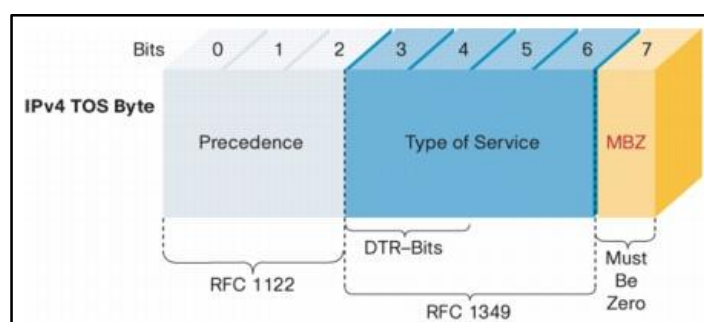 Bits 0 1 2 3 4 5 6 7
IPv4 TOS Byte
Precedence Type of Service MBZ
DTR–Bits
RFC 1122
RFC 1349
Must
Be
Zero